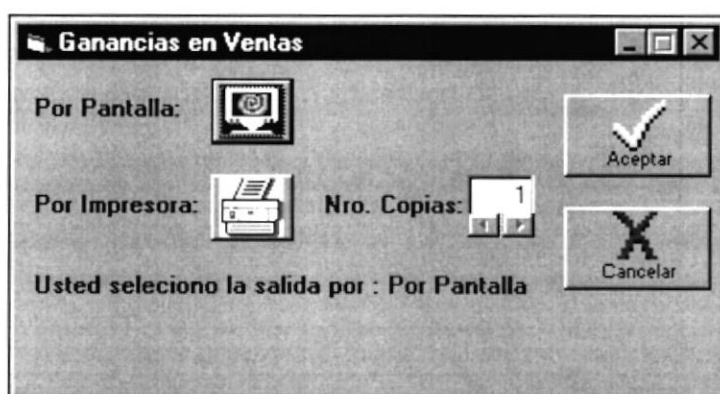 Ganancias en Ventas
Por Pantalla:
Aceptar
Por Impresora:
Nro. Copias:
1
Cancelar
Usted seleciono la salida por : Por Pantalla